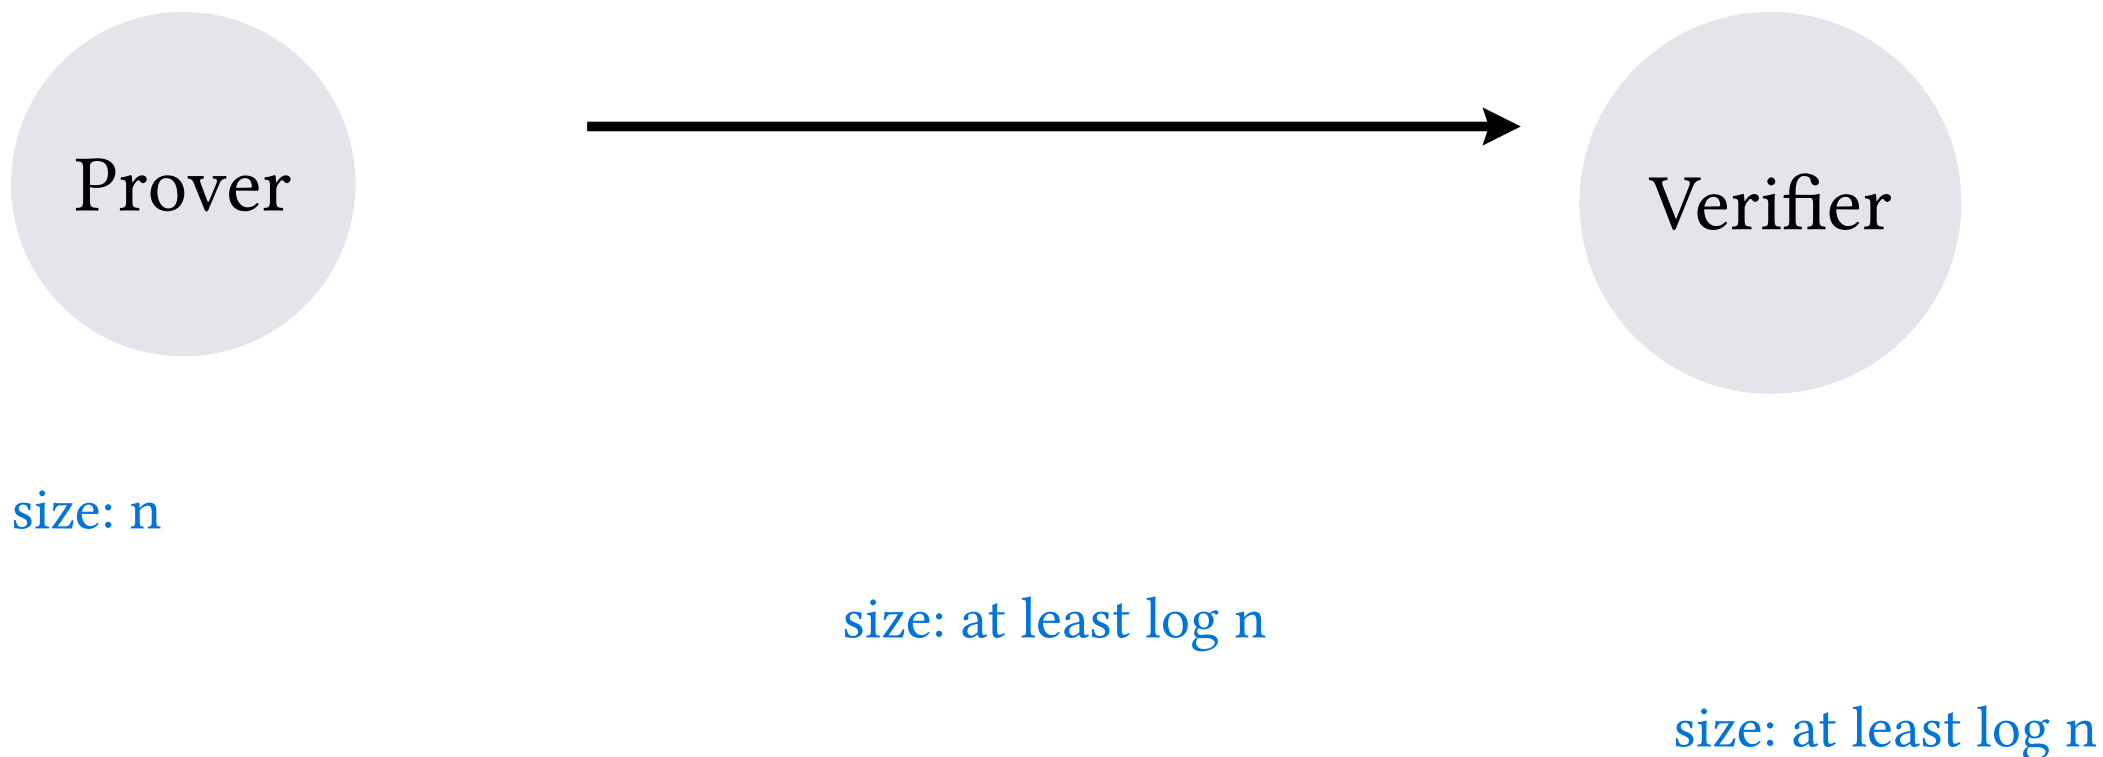 Prover
Verifier
size: n
size: at least log n
size: at least log n